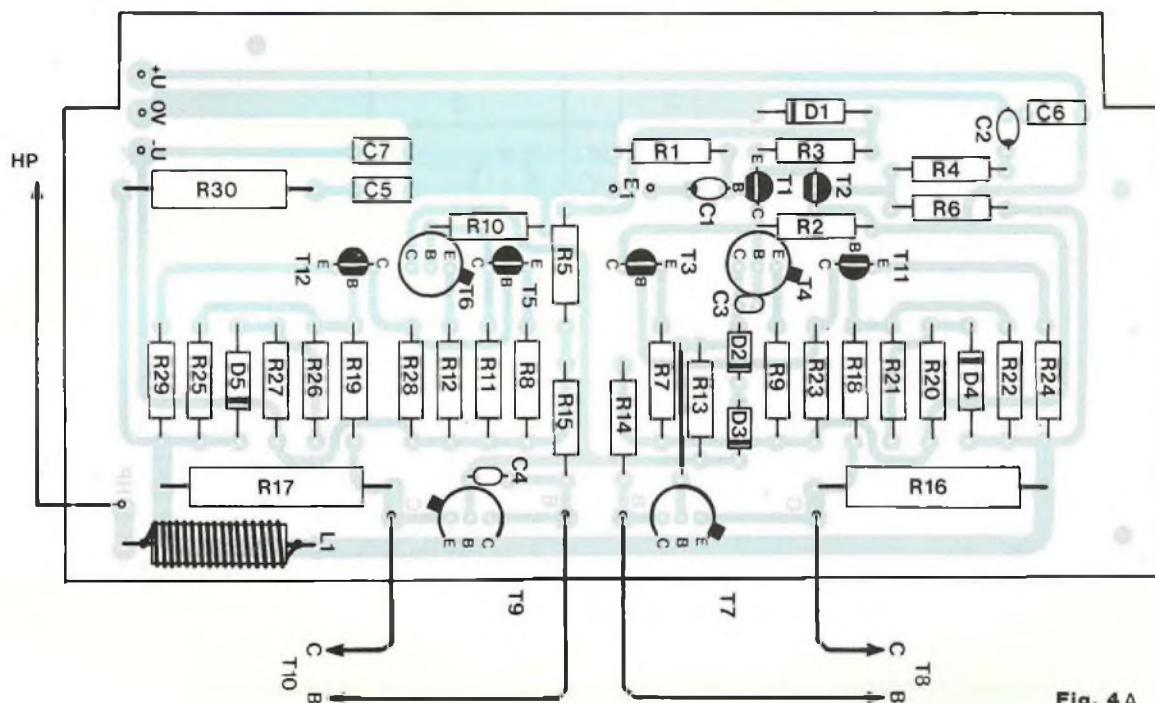 +U
0V
-U
HP
D1
C6
C2
C7
R1
E
R3
R4
R30
C5
E1
C1
B
T1
T2
C
R6
R10
R5
R2
B
T11
E
C
T12
B
C
B
E
T6
C
E
B
T5
T3
B
C
B
E
T4
C
E
C3
R29
R25
D5
R27
R26
R19
R28
R12
R11
R8
R15
R14
R7
R13
D2
D3
R9
R23
R18
R21
R20
D4
R22
R24
HP
R17
C4
R16
C
B
B
C
L1
E
B
C
C
B
E
T9
T7
C
T10
B
C
T8
B
Fig. 4A